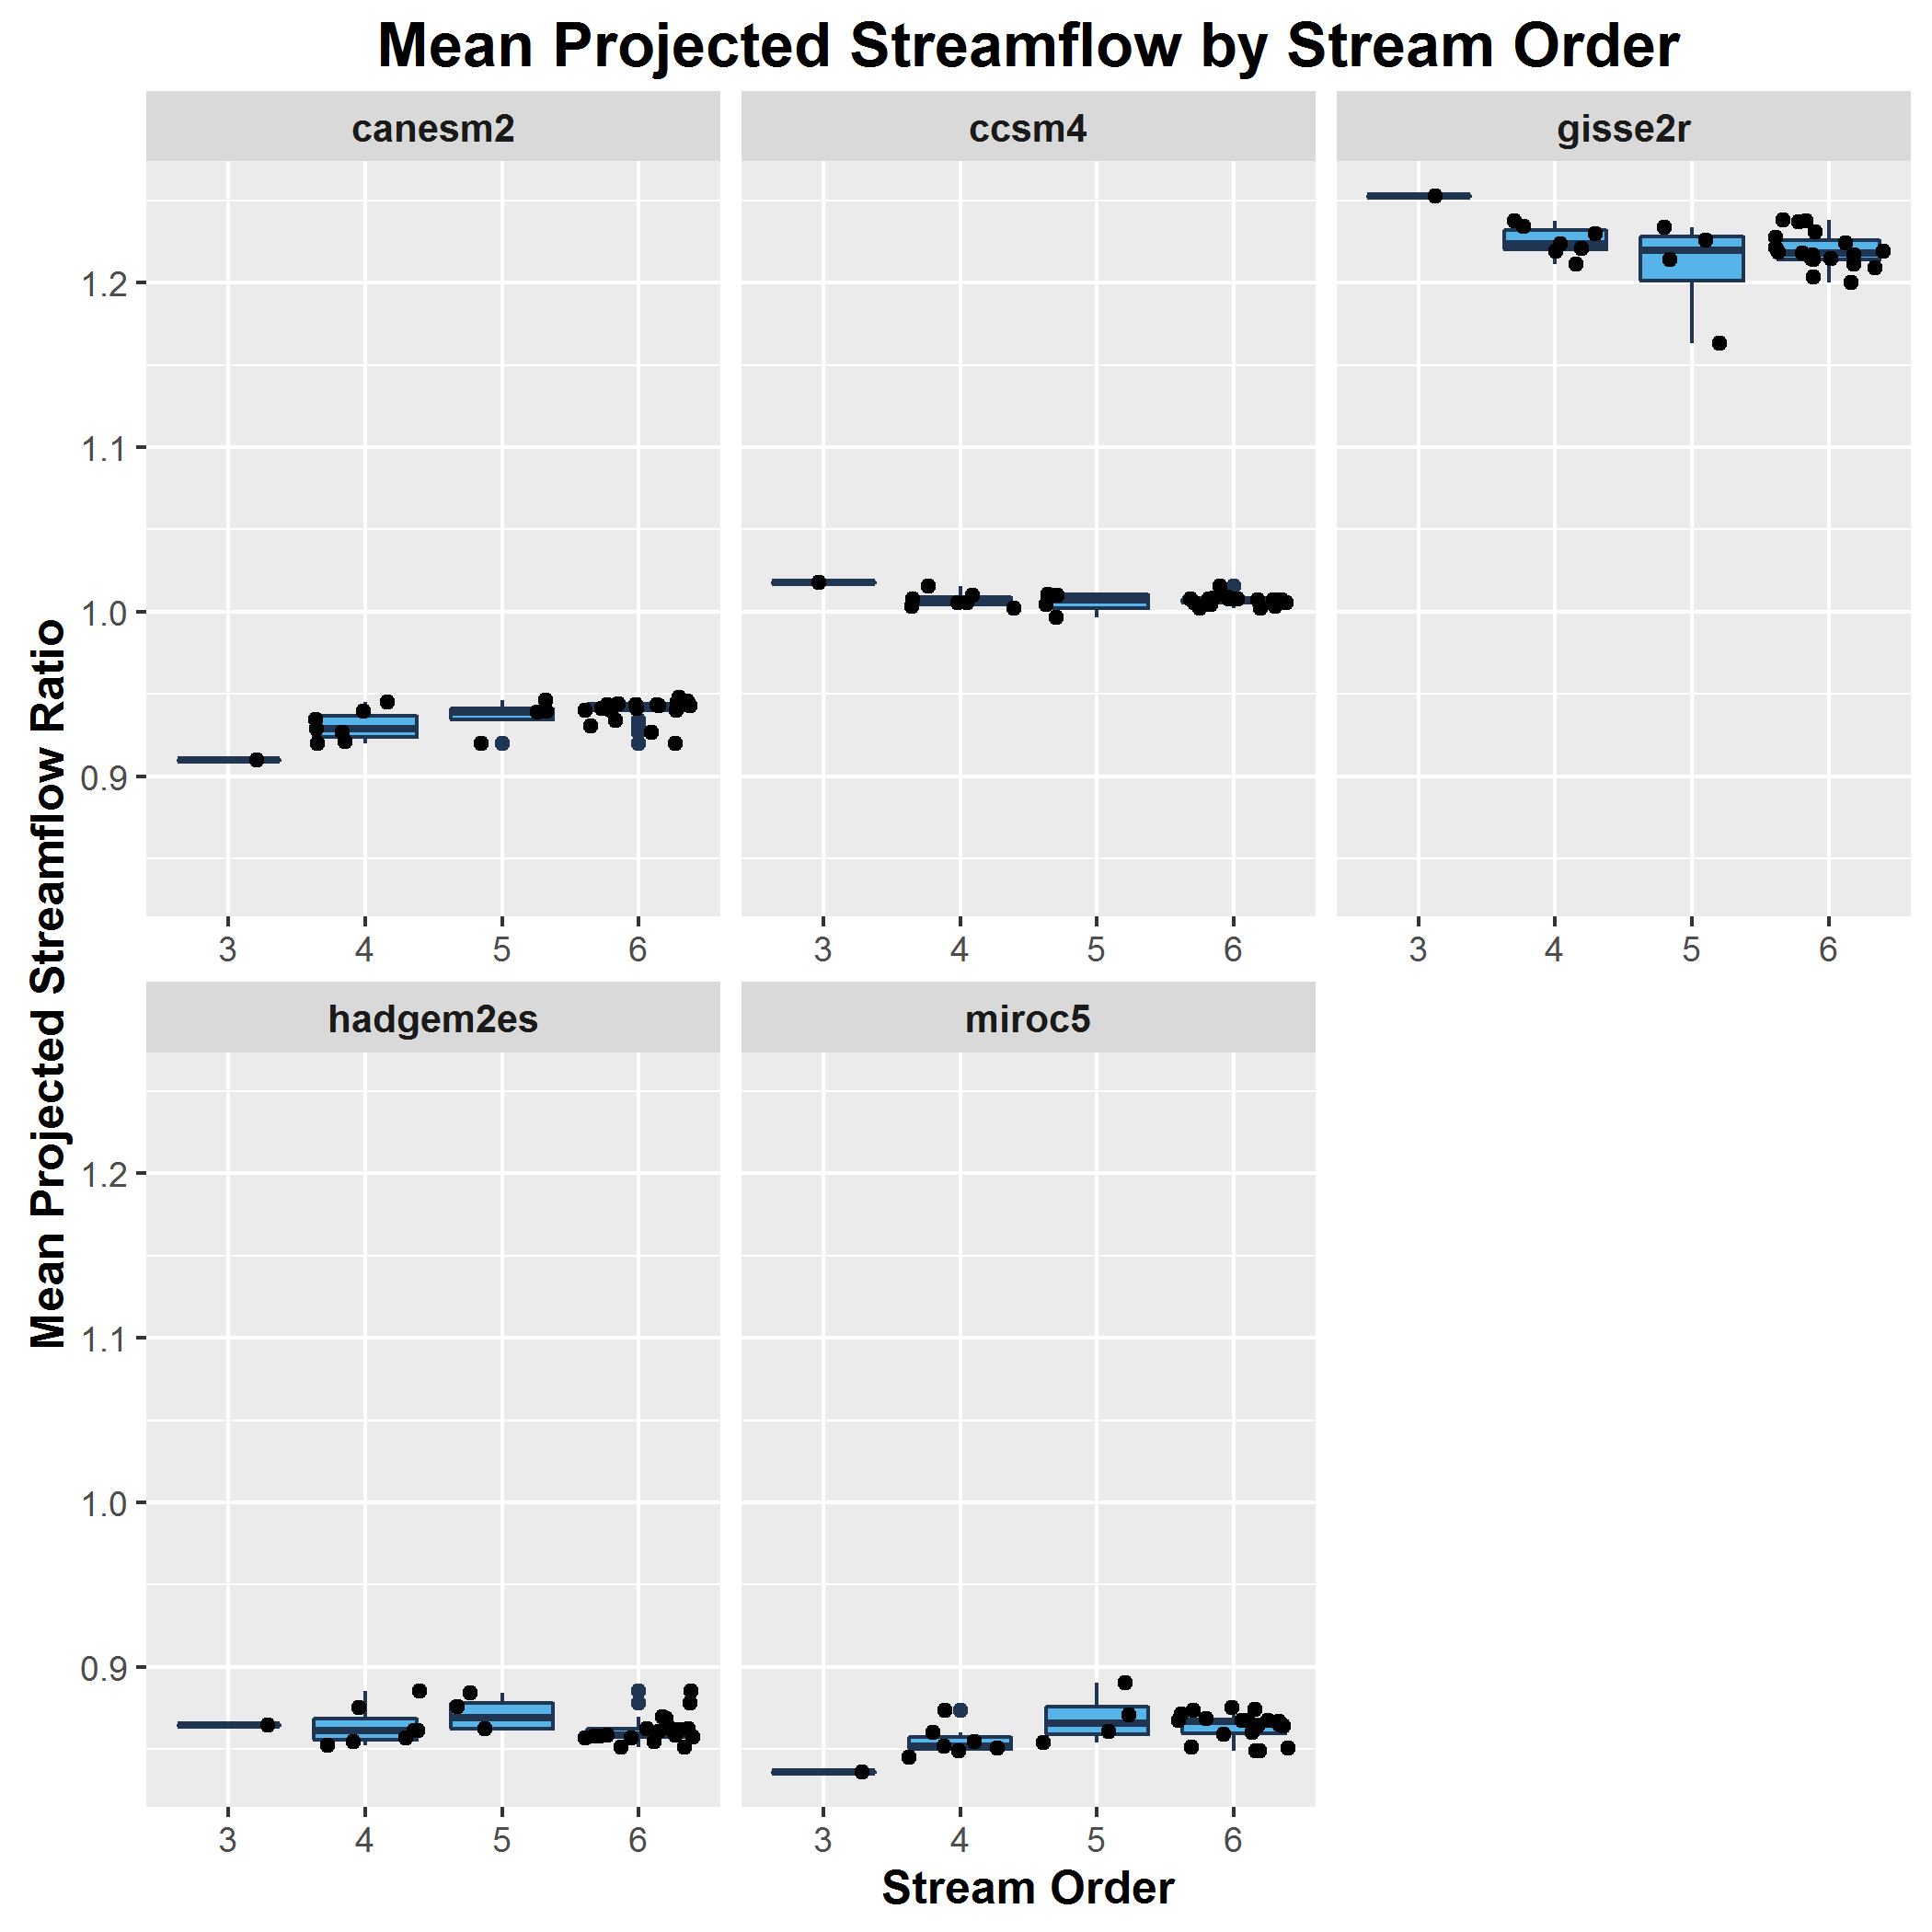 Mean Projected Streamflow by Stream Order
canesm2
ccsm4
gisse2r
1.2
1.1
1.0
0.9
3 4 5 6
3 4 5 6
3 4 5 6
Mean Projected Streamflow Ratio
hadgem2es
miroc5
1.2
1.1
1.0
0.9
3 4 5 6
3 4 5 6
Stream Order